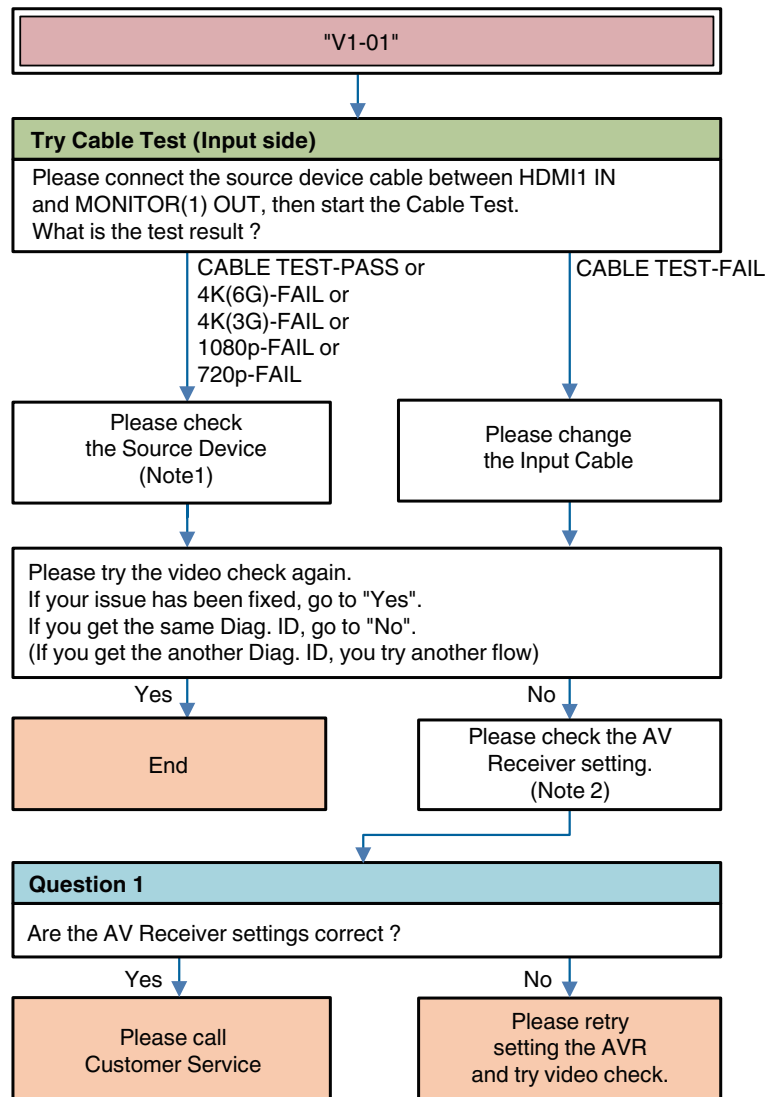 "V1-01"
Try Cable Test (Input side)
Please connect the source device cable between HDMI1 IN
and MONITOR(1) OUT, then start the Cable Test.
What is the test result ?
CABLE TEST-PASS or
4K(6G)-FAIL or
4K(3G)-FAIL or
1080p-FAIL or
720p-FAIL
CABLE TEST-FAIL
Please check
the Source Device
(Note1)
Please change
the Input Cable
Please try the video check again.
If your issue has been fixed, go to "Yes".
If you get the same Diag. ID, go to "No".
(If you get the another Diag. ID, you try another flow)
Yes
No
End
Please check the AV
Receiver setting.
(Note 2)
Question 1
Are the AV Receiver settings correct ?
Yes
No
Please call
Customer Service
Please retry
setting the AVR
and try video check.